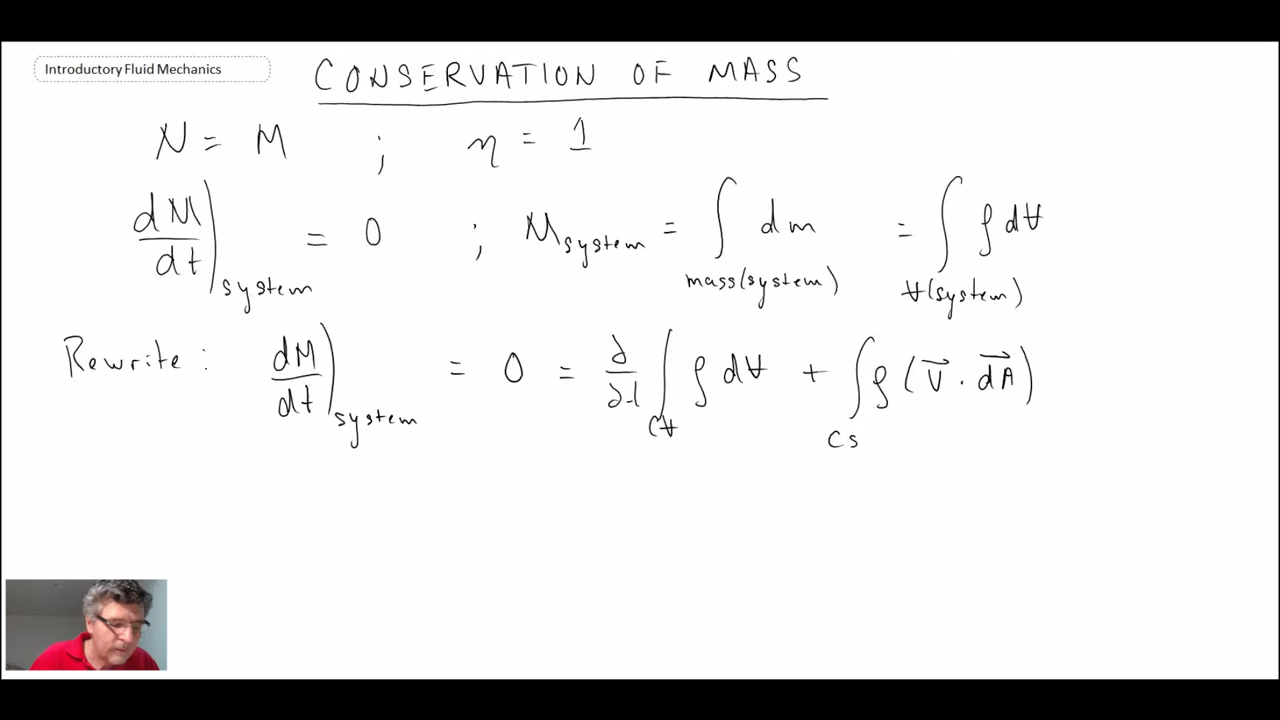 Introductory Fluid Mechanics
CONSERVATION OF MASS
N = M ; η = 1
dM/dt)system = 0 ; Msystem = ∫mass(system) dm = ∫∀(system) ρ d∀
Rewrite : dM/dt)system = 0 = ∂/∂t ∫C∀ ρ d∀ + ∫CS ρ (V⃗ · dA⃗)